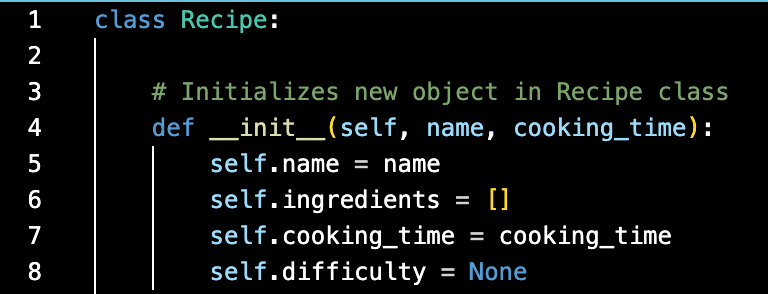 1 class Recipe:
2
3     # Initializes new object in Recipe class
4     def __init__(self, name, cooking_time):
5         self.name = name
6         self.ingredients = []
7         self.cooking_time = cooking_time
8         self.difficulty = None